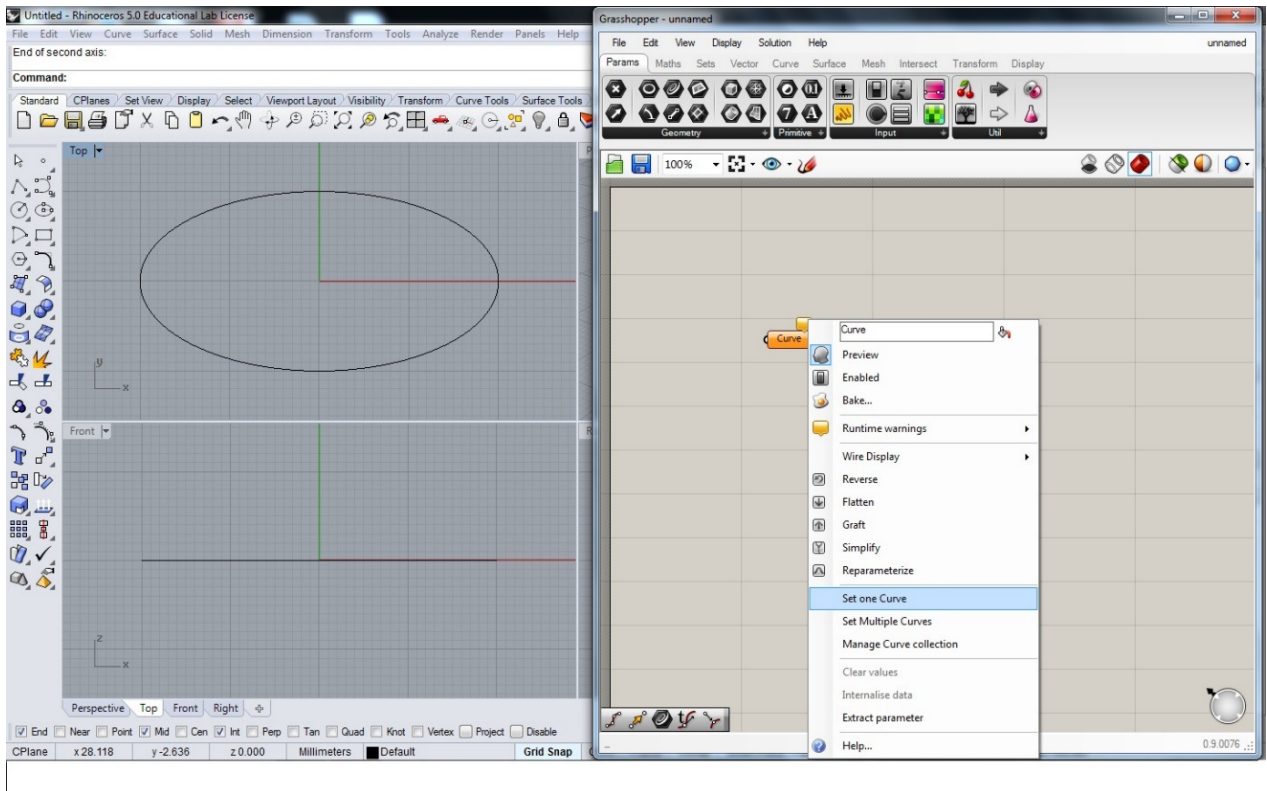 Untitled - Rhinoceros 5.0 Educational Lab License
File Edit View Curve Surface Solid Mesh Dimension Transform Tools Analyze Render Panels Help
End of second axis:
Command:
Standard CPlanes Set View Display Select Viewport Layout Visibility Transform Curve Tools Surface Tools
Top
y
x
Front
z
x
Perspective Top Front Right
End Near Point Mid Cen Int Perp Tan Quad Knot Vertex Project Disable
CPlane x 28.118 y -2.636 z 0.000 Millimeters Default Grid Snap
Grasshopper - unnamed
File Edit View Display Solution Help unnamed
Params Maths Sets Vector Curve Surface Mesh Intersect Transform Display
Geometry Primitive Input Util
100%
Curve
Curve
Preview
Enabled
Bake...
Runtime warnings
Wire Display
Reverse
Flatten
Graft
Simplify
Reparameterize
Set one Curve
Set Multiple Curves
Manage Curve collection
Clear values
Internalise data
Extract parameter
Help...
0.9.0076